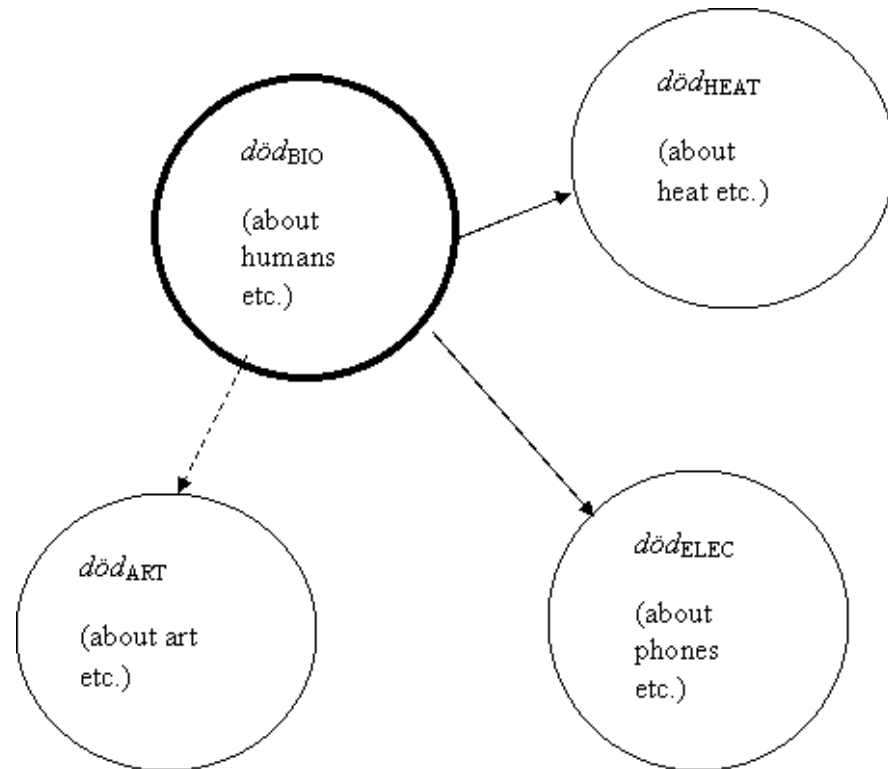 dödBIO
(about
humans
etc.)
dödHEAT
(about
heat etc.)
dödART
(about art
etc.)
dödELEC
(about
phones
etc.)